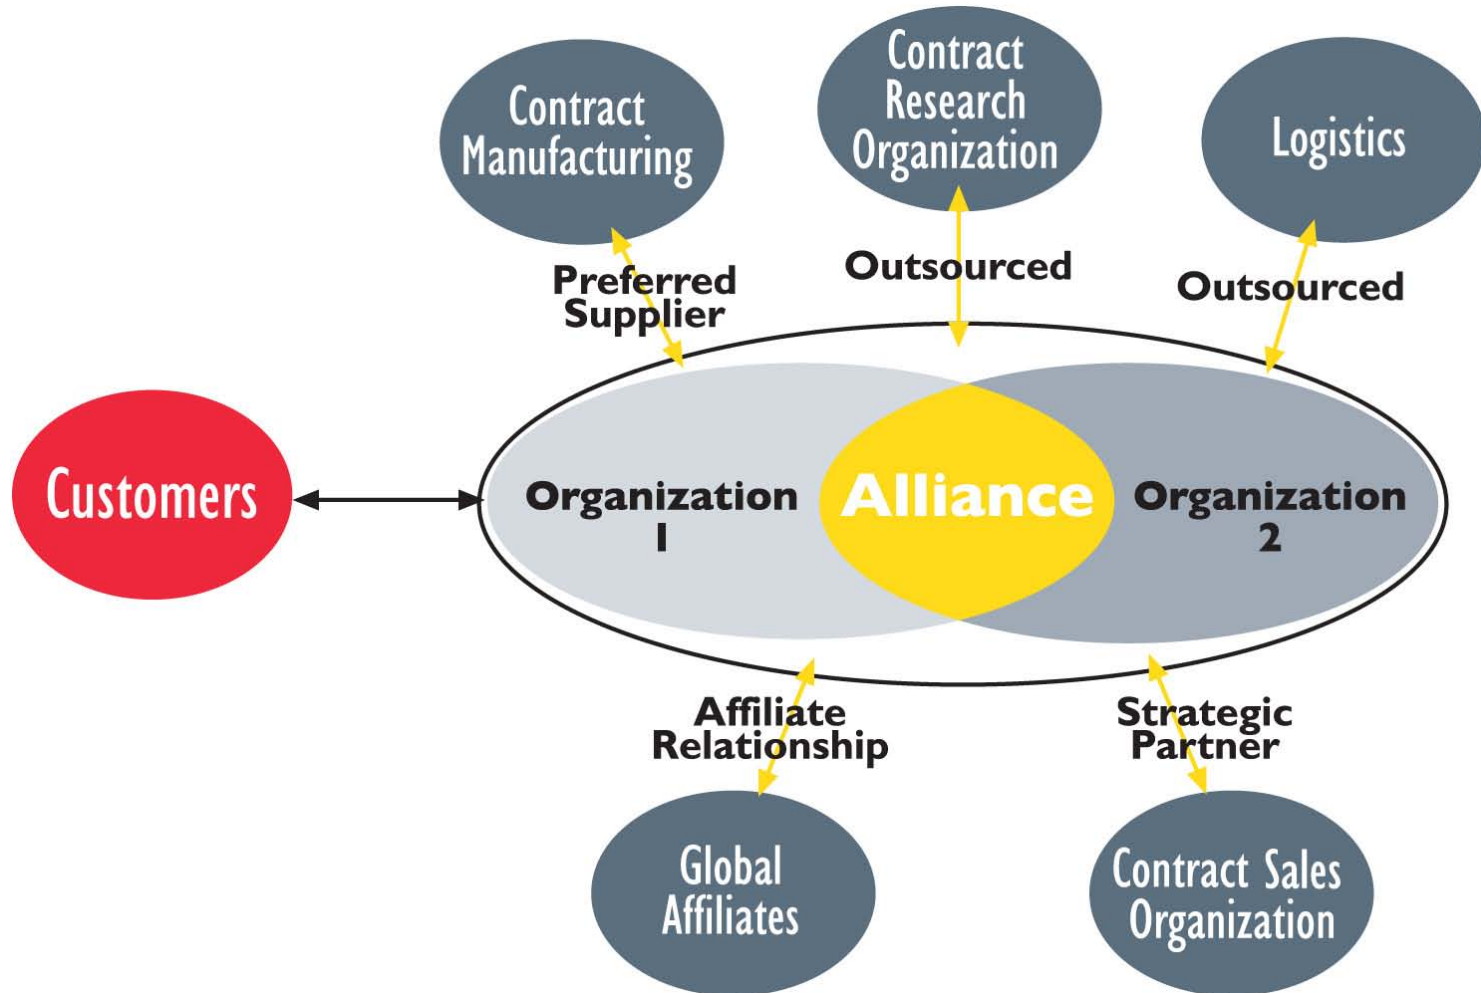 Contract
Manufacturing
Contract
Research
Organization
Logistics
Preferred
Supplier
Outsourced
Outsourced
Customers
Organization
1
Alliance
Organization
2
Affiliate
Relationship
Strategic
Partner
Global
Affiliates
Contract Sales
Organization